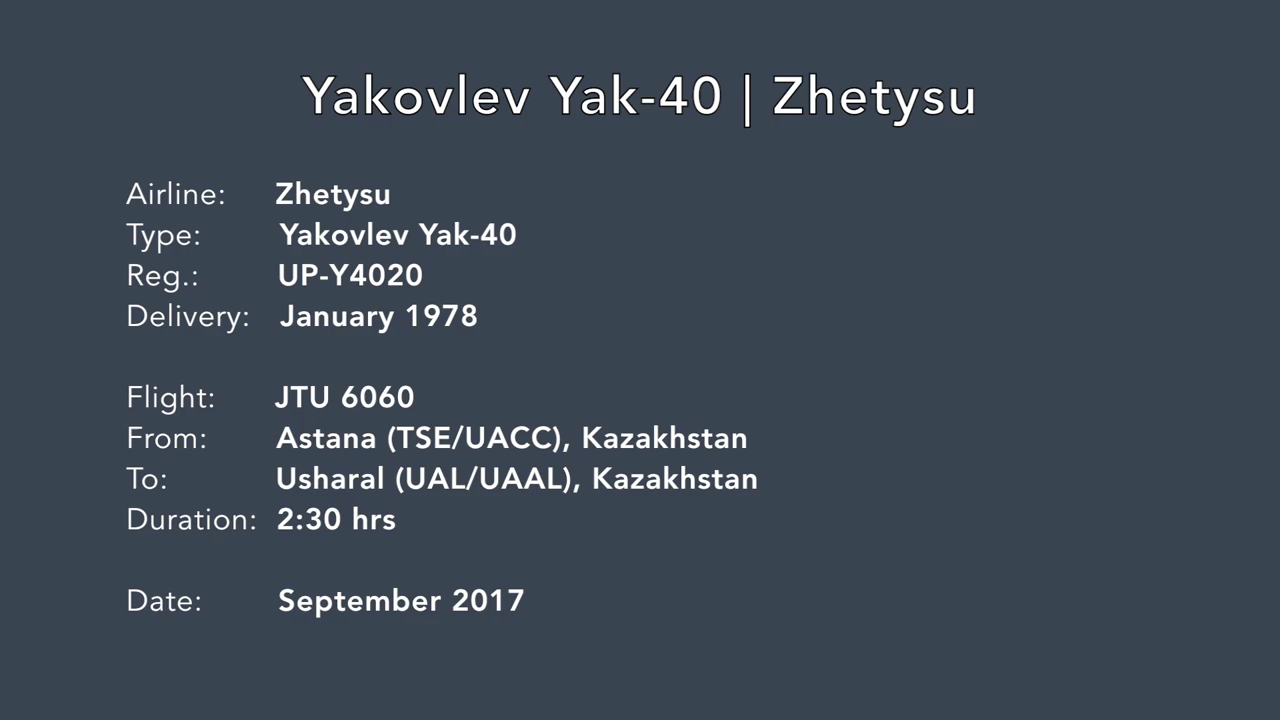 Yakovlev Yak-40 | Zhetysu
Airline: Zhetysu
Type: Yakovlev Yak-40
Reg.: UP-Y4020
Delivery: January 1978
Flight: JTU 6060
From: Astana (TSE/UACC), Kazakhstan
To: Usharal (UAL/UAAL), Kazakhstan
Duration: 2:30 hrs
Date: September 2017